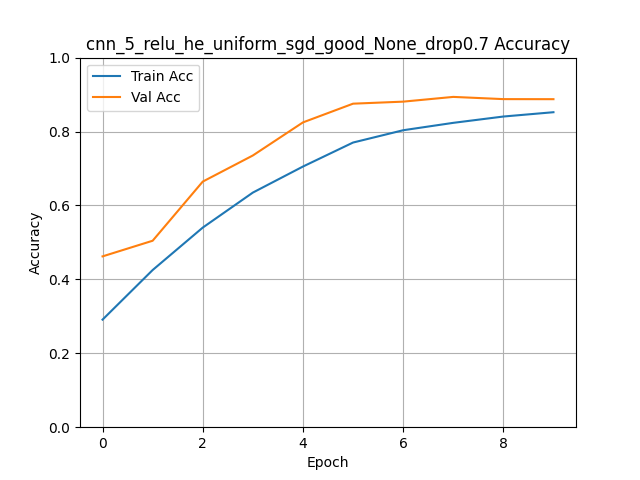 cnn_5_relu_he_uniform_sgd_good_None_drop0.7 Accuracy
Train Acc
Val Acc
1.0
0.8
0.6
0.4
0.2
0.0
Accuracy
0 2 4 6 8
Epoch